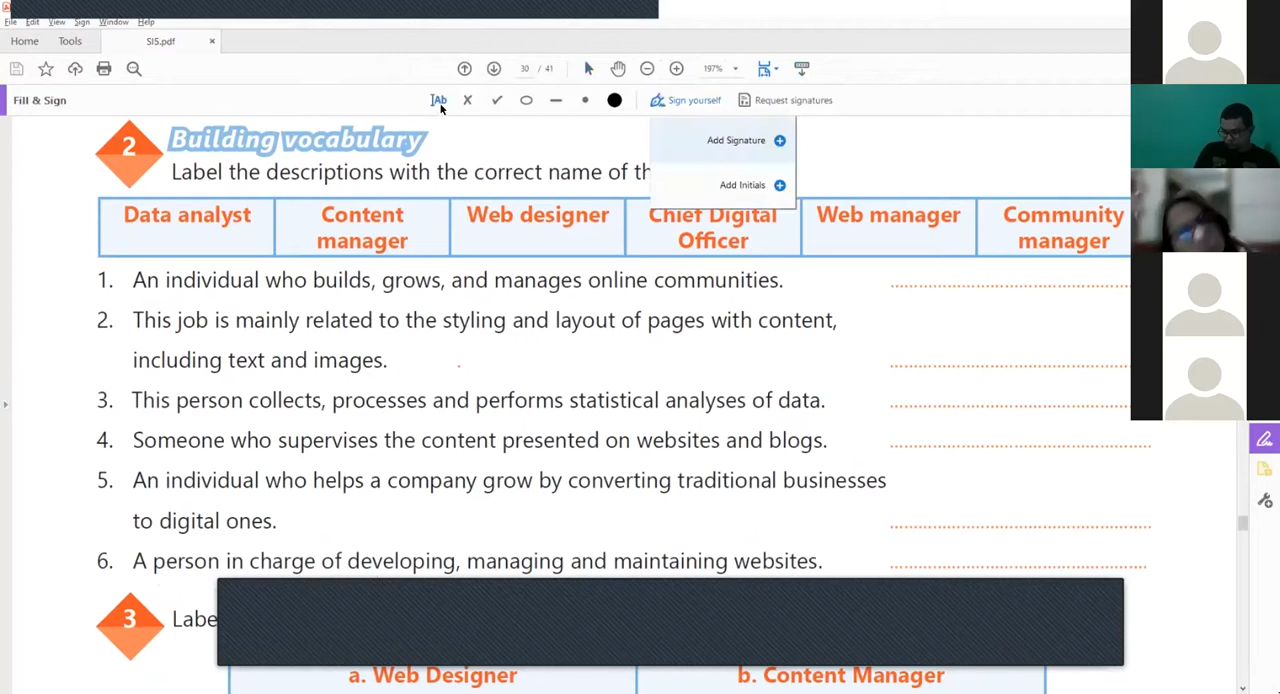 File Edit View Sign Window Help
Home Tools SI5.pdf ×
30 / 41 197%
Fill & Sign Ab Sign yourself Request signatures
Add Signature
Add Initials
2 Building vocabulary
Label the descriptions with the correct name of th
Data analyst Content manager Web designer Chief Digital Officer Web manager Community manager
1. An individual who builds, grows, and manages online communities.
2. This job is mainly related to the styling and layout of pages with content,
including text and images.
3. This person collects, processes and performs statistical analyses of data.
4. Someone who supervises the content presented on websites and blogs.
5. An individual who helps a company grow by converting traditional businesses
to digital ones.
6. A person in charge of developing, managing and maintaining websites.
3 Labe
a. Web Designer b. Content Manager